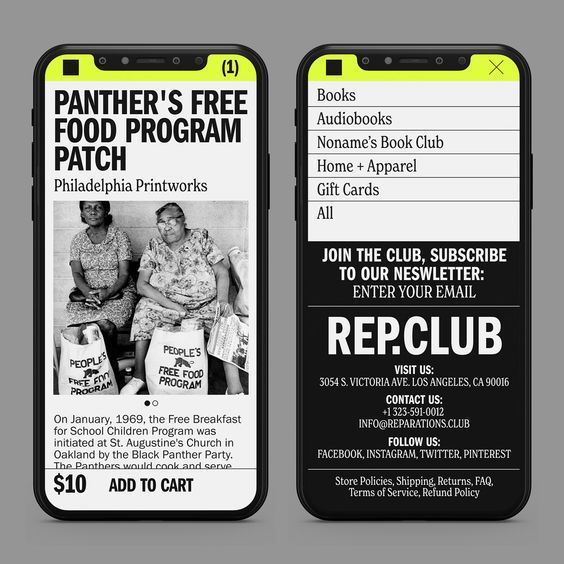 (1)
PANTHER'S FREE
FOOD PROGRAM
PATCH
Philadelphia Printworks
PEOPLE'S
FREE FOOD
PROGRAM
PEOPLE'S
FREE FOOD
PROGRAM
On January, 1969, the Free Breakfast
for School Children Program was
initiated at St. Augustine's Church in
Oakland by the Black Panther Party.
The Panthers would cook and serve
$10 ADD TO CART
Books
Audiobooks
Noname's Book Club
Home + Apparel
Gift Cards
All
JOIN THE CLUB, SUBSCRIBE
TO OUR NESWLETTER:
ENTER YOUR EMAIL
REP.CLUB
VISIT US:
3054 S. VICTORIA AVE. LOS ANGELES, CA 90016
CONTACT US:
+1 323-591-0012
INFO@REPARATIONS.CLUB
FOLLOW US:
FACEBOOK, INSTAGRAM, TWITTER, PINTEREST
Store Policies, Shipping, Returns, FAQ,
Terms of Service, Refund Policy